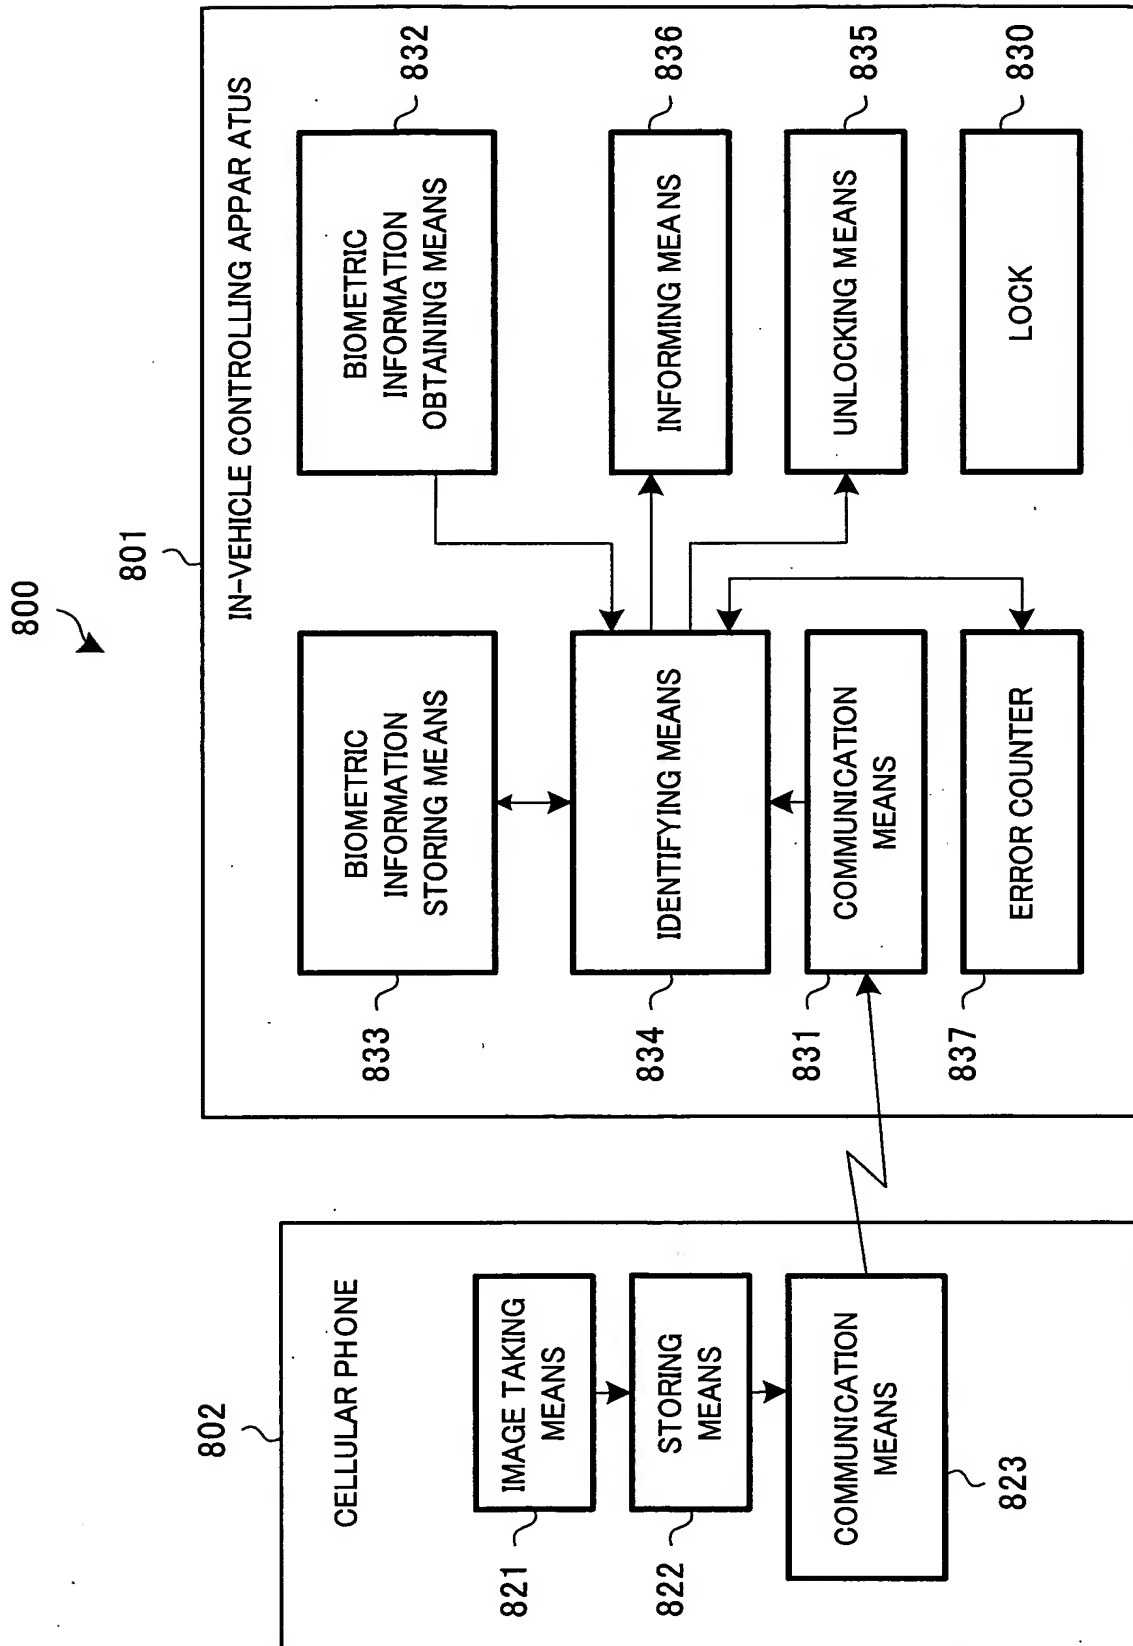 800
801
IN-VEHICLE CONTROLLING APPAR ATUS
BIOMETRIC
INFORMATION
STORING MEANS
833
BIOMETRIC
INFORMATION
OBTAINING MEANS
832
IDENTIFYING MEANS
834
INFORMING MEANS
836
COMMUNICATION
MEANS
831
UNLOCKING MEANS
835
ERROR COUNTER
837
LOCK
830
802
CELLULAR PHONE
IMAGE TAKING
MEANS
821
STORING
MEANS
822
COMMUNICATION
MEANS
823